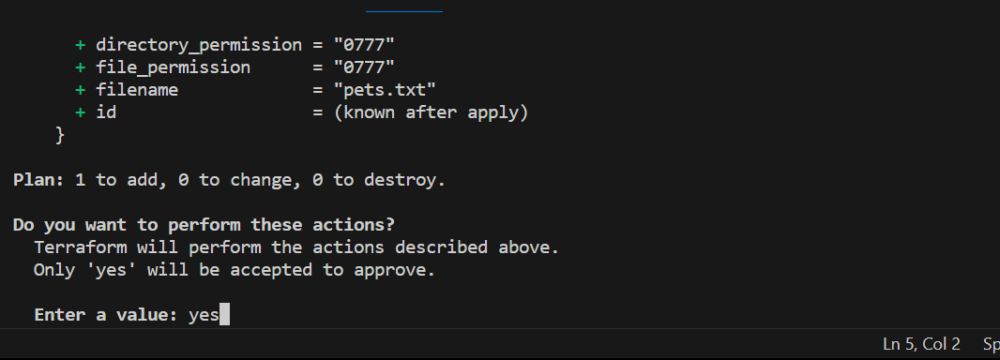 + directory_permission = "0777"
+ file_permission      = "0777"
+ filename             = "pets.txt"
+ id                   = (known after apply)
}
Plan: 1 to add, 0 to change, 0 to destroy.
Do you want to perform these actions?
Terraform will perform the actions described above.
Only 'yes' will be accepted to approve.
Enter a value: yes
Ln 5, Col 2 Sp